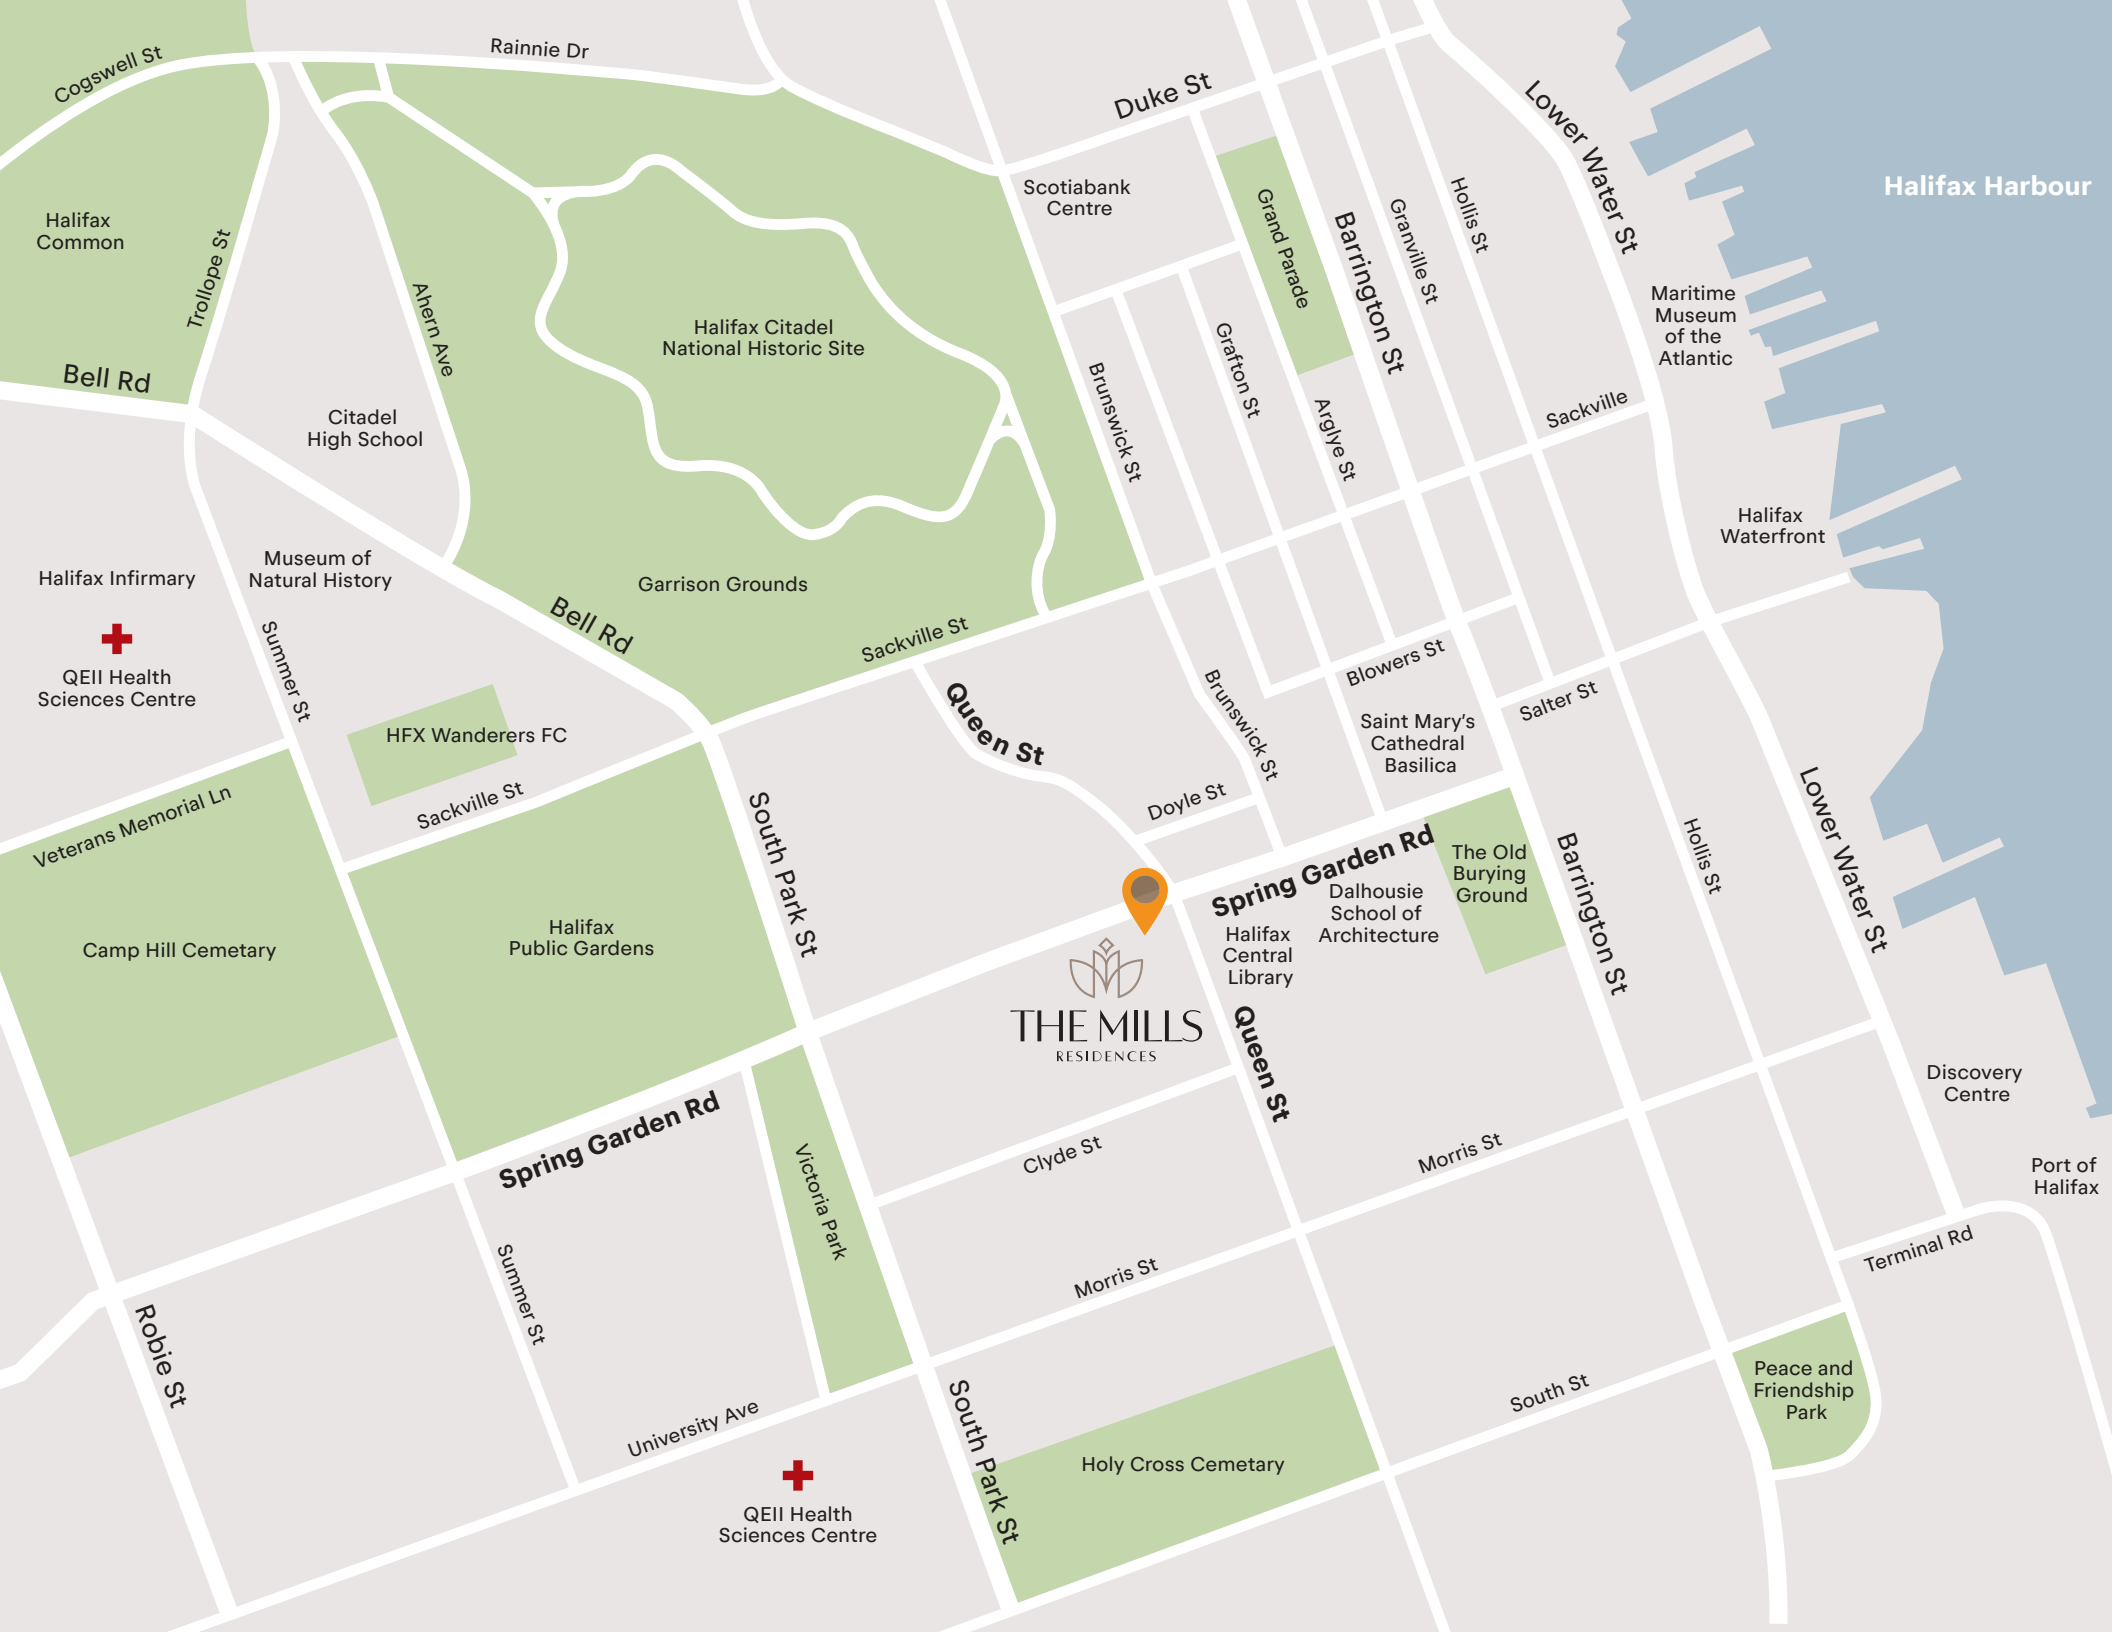 Cogswell St
Rainnie Dr
Duke St
Lower Water St
Halifax Harbour
Scotiabank
Centre
Halifax
Common
Trollope St
Ahern Ave
Grand Parade
Barrington St
Granville St
Hollis St
Maritime
Museum
of the
Atlantic
Halifax Citadel
National Historic Site
Bell Rd
Citadel
High School
Brunswick St
Grafton St
Arglye St
Sackville
Halifax
Waterfront
Museum of
Natural History
Halifax Infirmary
Garrison Grounds
Bell Rd
Sackville St
QEII Health
Sciences Centre
Summer St
HFX Wanderers FC
Queen St
Brunswick St
Blowers St
Salter St
Saint Mary's
Cathedral
Basilica
Veterans Memorial Ln
Sackville St
South Park St
Doyle St
Spring Garden Rd
The Old
Burying
Ground
Barrington St
Hollis St
Lower Water St
Dalhousie
School of
Architecture
Halifax
Central
Library
Camp Hill Cemetary
Halifax
Public Gardens
THE MILLS
RESIDENCES
Queen St
Discovery
Centre
Spring Garden Rd
Victoria Park
Clyde St
Morris St
Port of
Halifax
Summer St
Morris St
Terminal Rd
Robie St
University Ave
South Park St
South St
Peace and
Friendship
Park
Holy Cross Cemetary
QEII Health
Sciences Centre